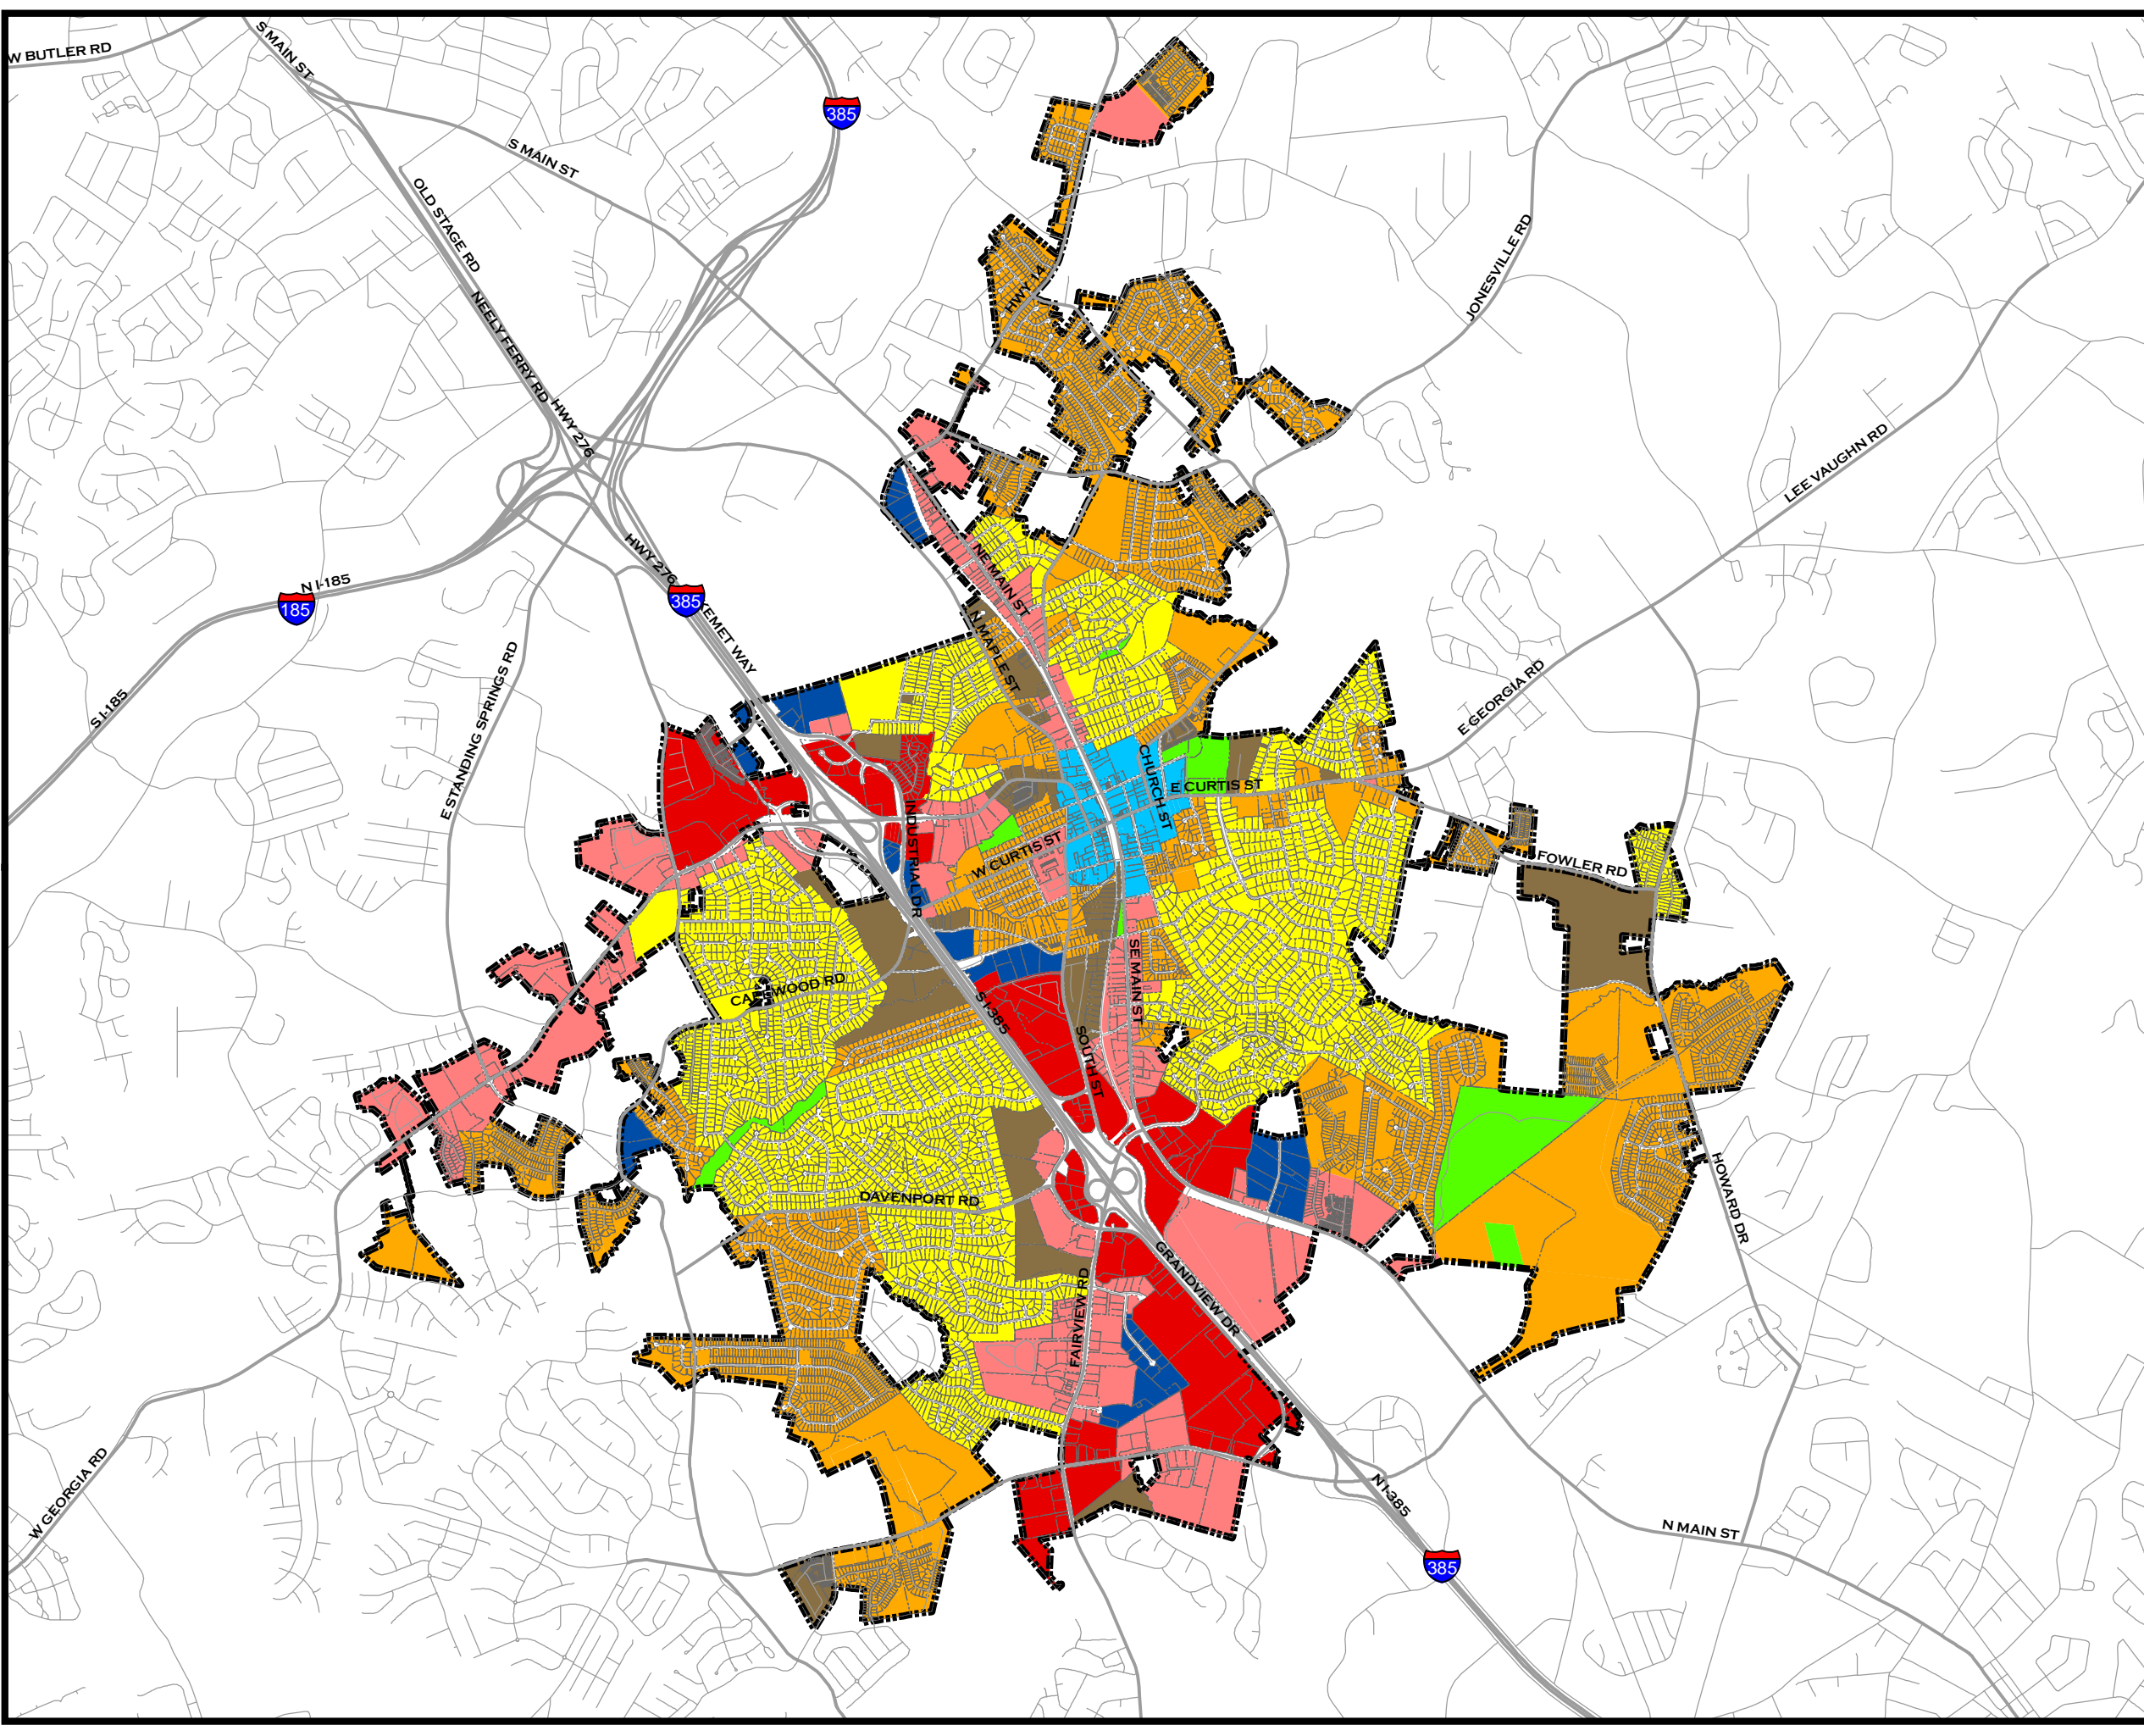 S MAIN ST
W BUTLER RD
385
S MAIN ST
OLD STAGE RD
JONESVILLE RD
HWY 14
NEELY FERRY RD
HWY 276
LEE VAUGHN RD
HWY 276
NE MAIN ST
N I-185
185
385
KEMET WAY
N MAPLE ST
E STANDING SPRINGS RD
E GEORGIA RD
S I-185
CHURCH ST
E CURTIS ST
INDUSTRIAL DR
W CURTIS ST
FOWLER RD
SE MAIN ST
WOOD RD
S I-385
SOUTH ST
DAVENPORT RD
HOWARD DR
GRANDVIEW DR
FAIRVIEW RD
W GEORGIA RD
N I-385
N MAIN ST
385